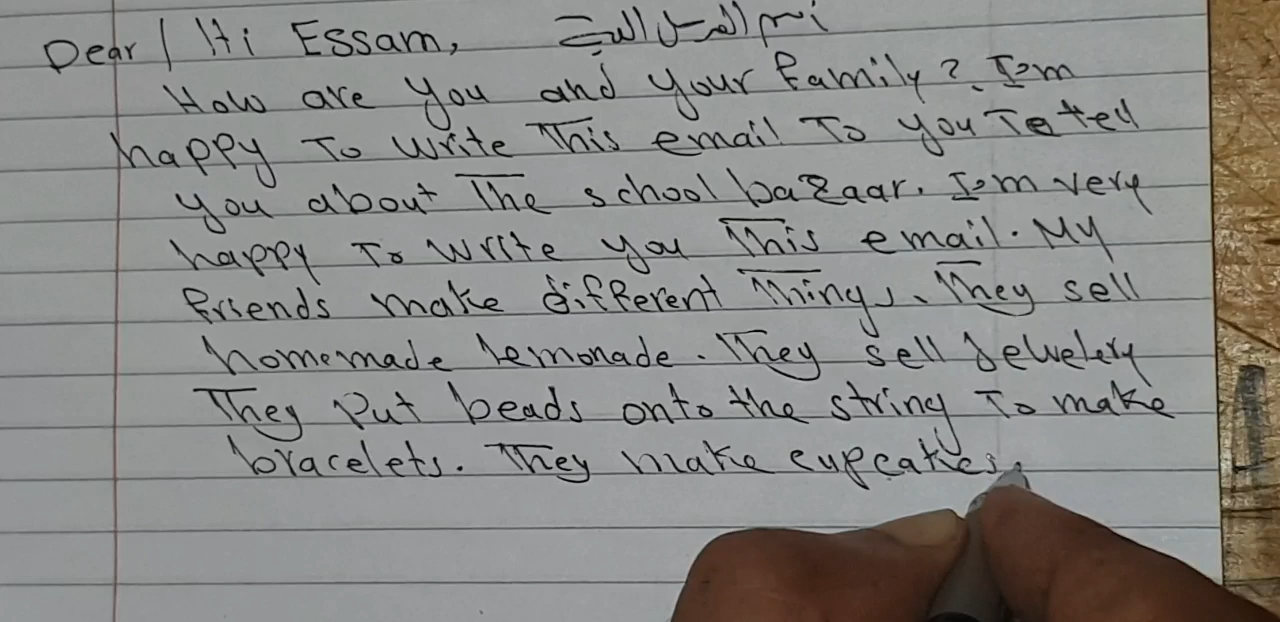 Dear / Hi Essam, اسم المرسل إليه
How are you and your family? I'm
happy To write This email To you To tell
you about The school bazaar. I'm very
happy To write you This email. My
friends make different Things. They sell
homemade lemonade. They sell Jewelery
They put beads onto the string To make
bracelets. They make cupcakes.